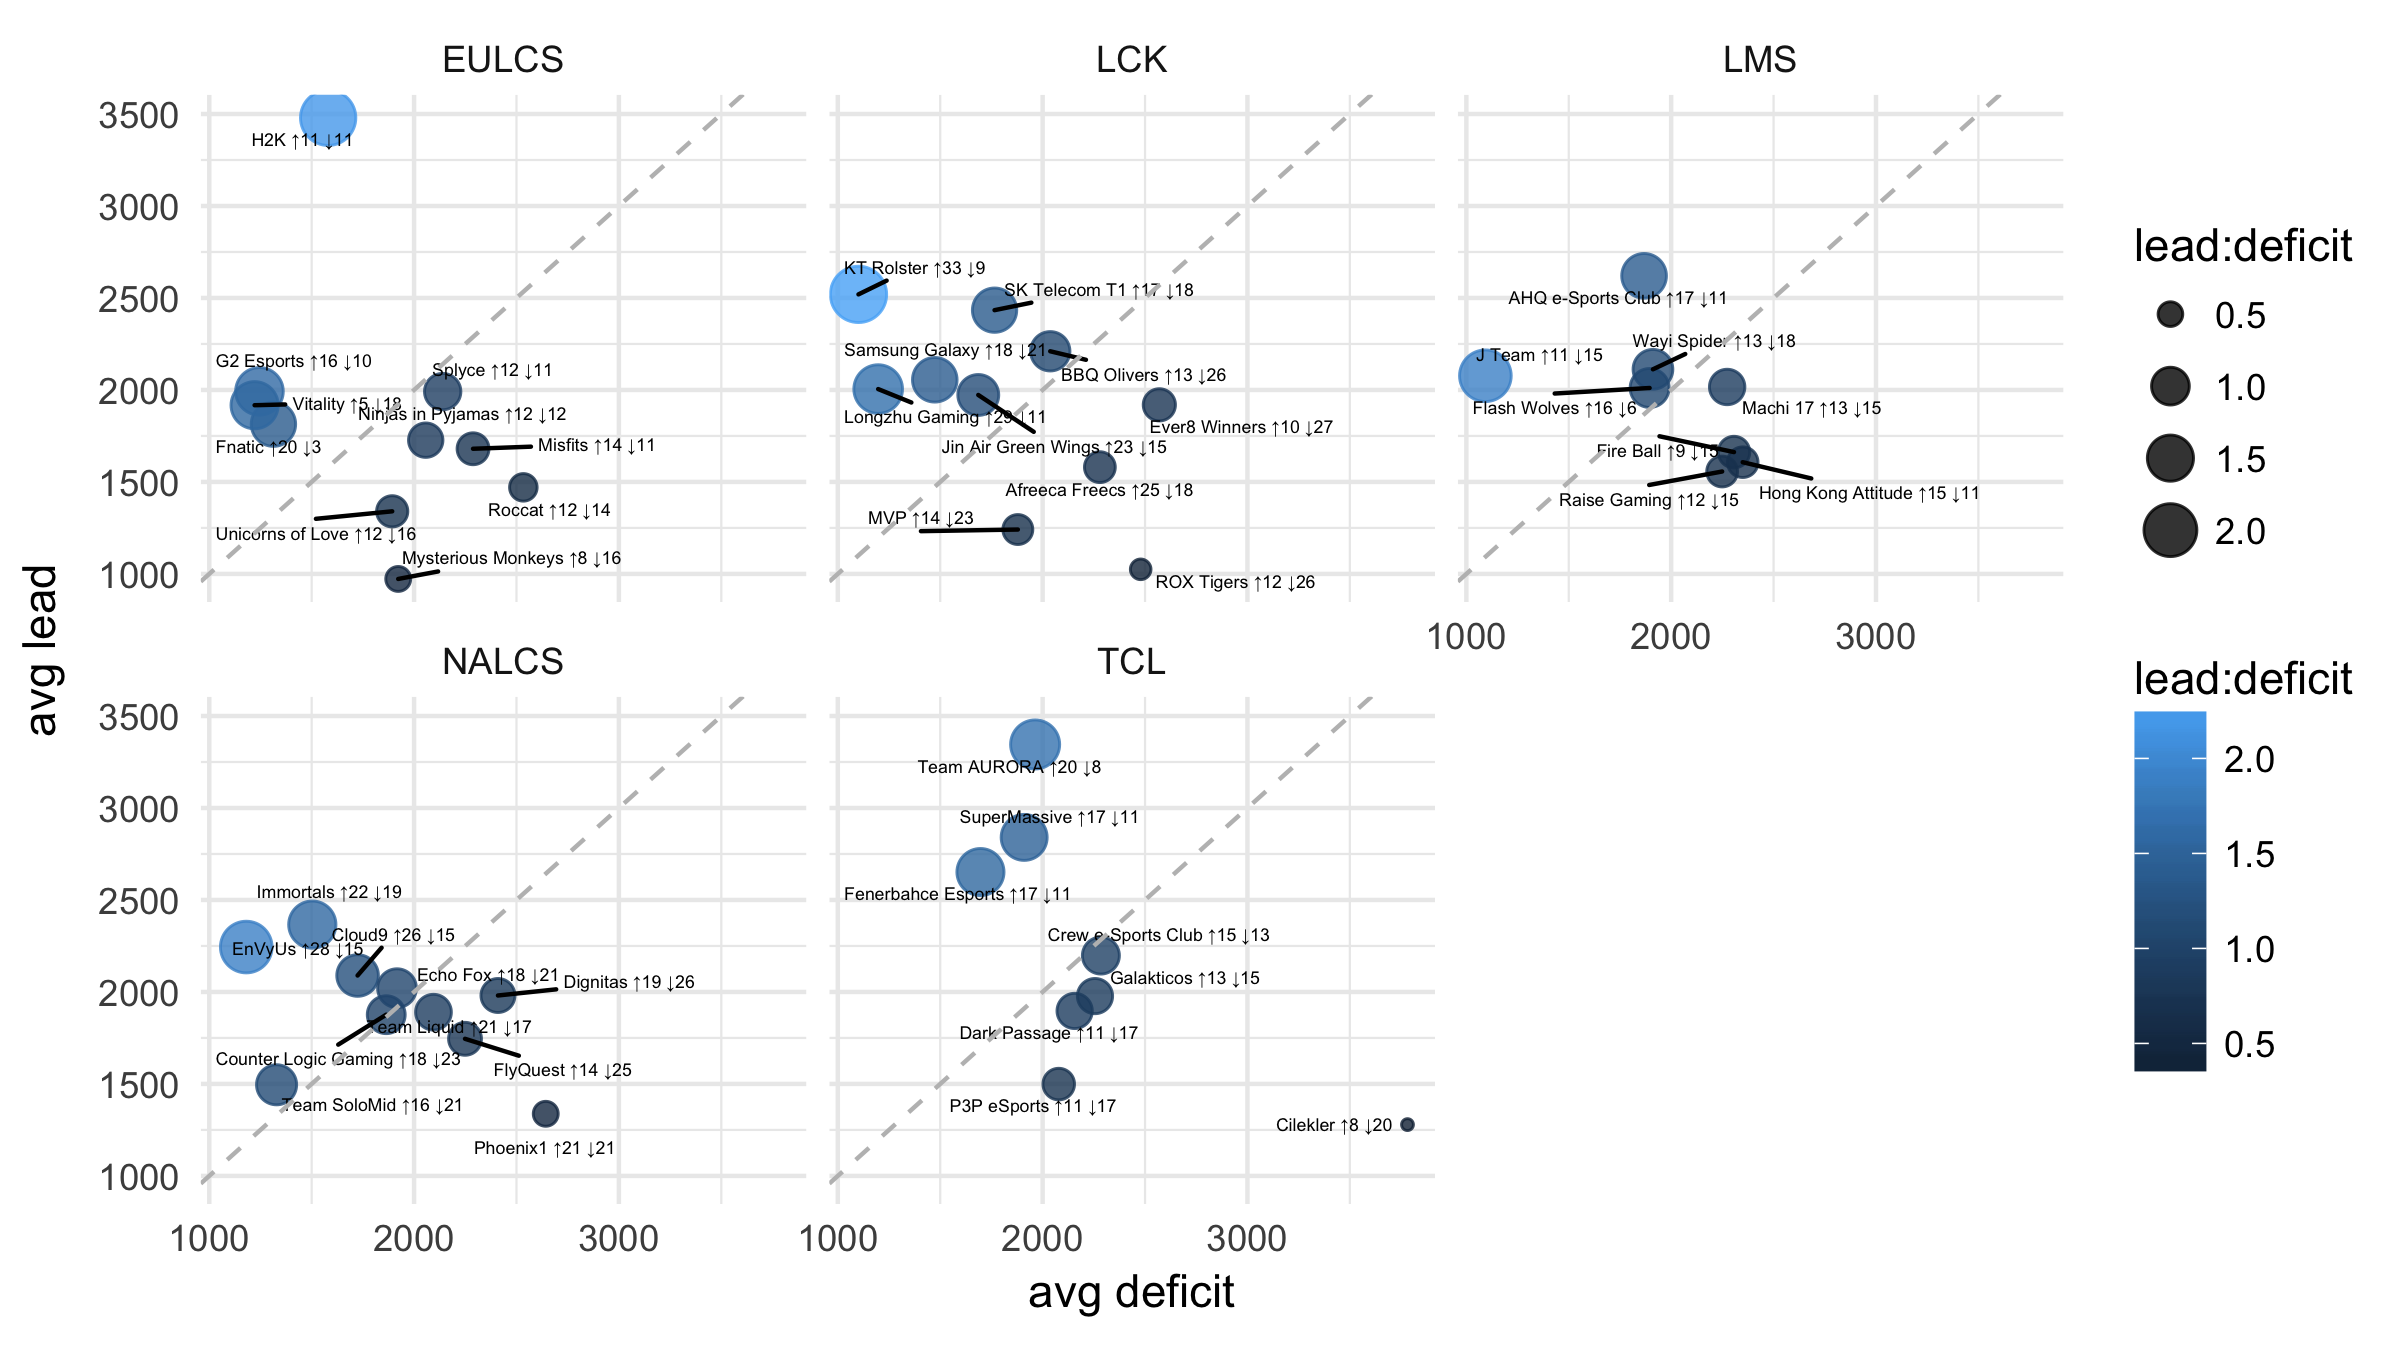 EULCS
LCK
LMS
3500
3000
2500
2000
1500
1000
H2K ↑11 ↓11
G2 Esports ↑16 ↓10
Splyce ↑12 ↓11
Vitality ↑5 ↓18
Ninjas in Pyjamas ↑12 ↓12
Fnatic ↑20 ↓3
Misfits ↑14 ↓11
Roccat ↑12 ↓14
Unicorns of Love ↑12 ↓16
Mysterious Monkeys ↑8 ↓16
KT Rolster ↑33 ↓9
SK Telecom T1 ↑17 ↓18
Samsung Galaxy ↑18 ↓21
BBQ Olivers ↑13 ↓26
Longzhu Gaming ↑29 ↓11
Ever8 Winners ↑10 ↓27
Jin Air Green Wings ↑23 ↓15
Afreeca Freecs ↑25 ↓18
MVP ↑14 ↓23
ROX Tigers ↑12 ↓26
AHQ e-Sports Club ↑17 ↓11
Wayi Spider ↑13 ↓18
J Team ↑11 ↓15
Flash Wolves ↑16 ↓6
Machi 17 ↑13 ↓15
Fire Ball ↑9 ↓15
Raise Gaming ↑12 ↓15
Hong Kong Attitude ↑15 ↓11
1000
2000
3000
NALCS
TCL
3500
3000
2500
2000
1500
1000
Immortals ↑22 ↓19
Cloud9 ↑26 ↓15
EnVyUs ↑28 ↓15
Echo Fox ↑18 ↓21
Dignitas ↑19 ↓26
Team Liquid ↑21 ↓17
Counter Logic Gaming ↑18 ↓23
FlyQuest ↑14 ↓25
Team SoloMid ↑16 ↓21
Phoenix1 ↑21 ↓21
Team AURORA ↑20 ↓8
SuperMassive ↑17 ↓11
Fenerbahce Esports ↑17 ↓11
Crew e-Sports Club ↑15 ↓13
Galakticos ↑13 ↓15
Dark Passage ↑11 ↓17
P3P eSports ↑11 ↓17
Cilekler ↑8 ↓20
1000
2000
3000
1000
2000
3000
avg deficit
avg lead
lead:deficit
0.5
1.0
1.5
2.0
lead:deficit
2.0
1.5
1.0
0.5